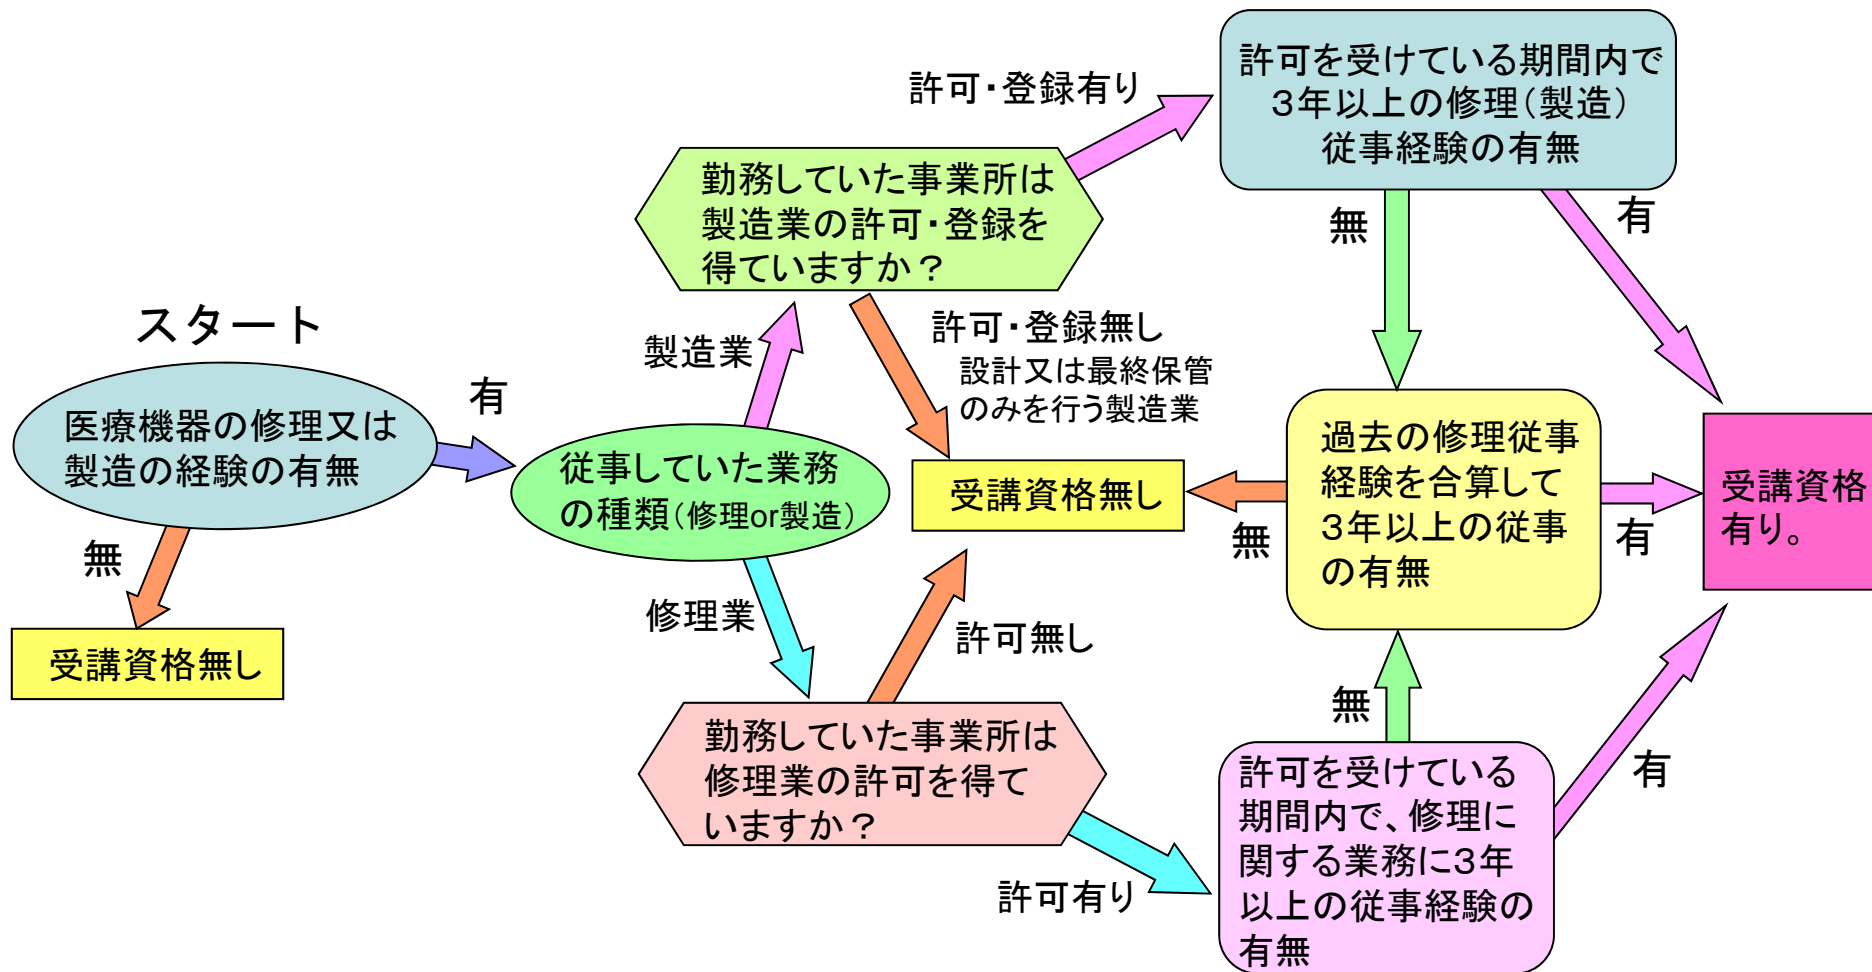 スタート
医療機器の修理又は
製造の経験の有無
無
受講資格無し
有
従事していた業務
の種類（修理or製造）
製造業
勤務していた事業所は
製造業の許可・登録を
得ていますか？
許可・登録有り
許可・登録無し
設計又は最終保管
のみを行う製造業
受講資格無し
修理業
勤務していた事業所は
修理業の許可を得て
いますか？
許可無し
許可有り
許可を受けている期間内で
３年以上の修理（製造）
従事経験の有無
無
有
過去の修理従事
経験を合算して
３年以上の従事
の有無
無
有
許可を受けている
期間内で、修理に
関する業務に３年
以上の従事経験の
有無
無
有
受講資格
有り。